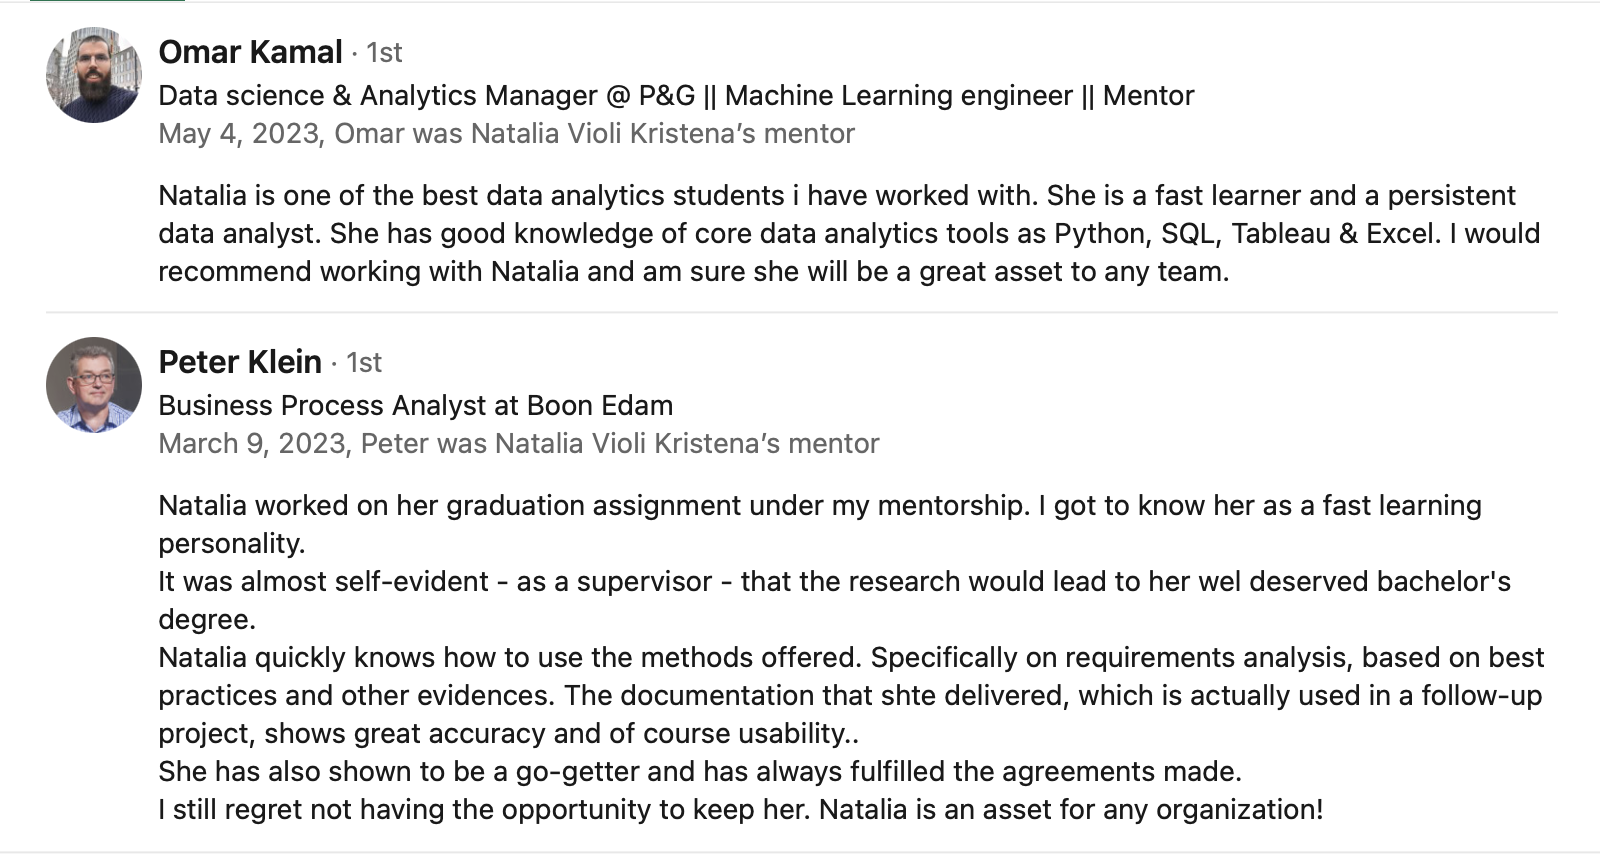 Omar Kamal · 1st
Data science & Analytics Manager @ P&G || Machine Learning engineer || Mentor
May 4, 2023, Omar was Natalia Violi Kristena’s mentor
Natalia is one of the best data analytics students i have worked with. She is a fast learner and a persistent
data analyst. She has good knowledge of core data analytics tools as Python, SQL, Tableau & Excel. I would
recommend working with Natalia and am sure she will be a great asset to any team.
Peter Klein · 1st
Business Process Analyst at Boon Edam
March 9, 2023, Peter was Natalia Violi Kristena’s mentor
Natalia worked on her graduation assignment under my mentorship. I got to know her as a fast learning
personality.
It was almost self-evident - as a supervisor - that the research would lead to her wel deserved bachelor's
degree.
Natalia quickly knows how to use the methods offered. Specifically on requirements analysis, based on best
practices and other evidences. The documentation that shte delivered, which is actually used in a follow-up
project, shows great accuracy and of course usability..
She has also shown to be a go-getter and has always fulfilled the agreements made.
I still regret not having the opportunity to keep her. Natalia is an asset for any organization!